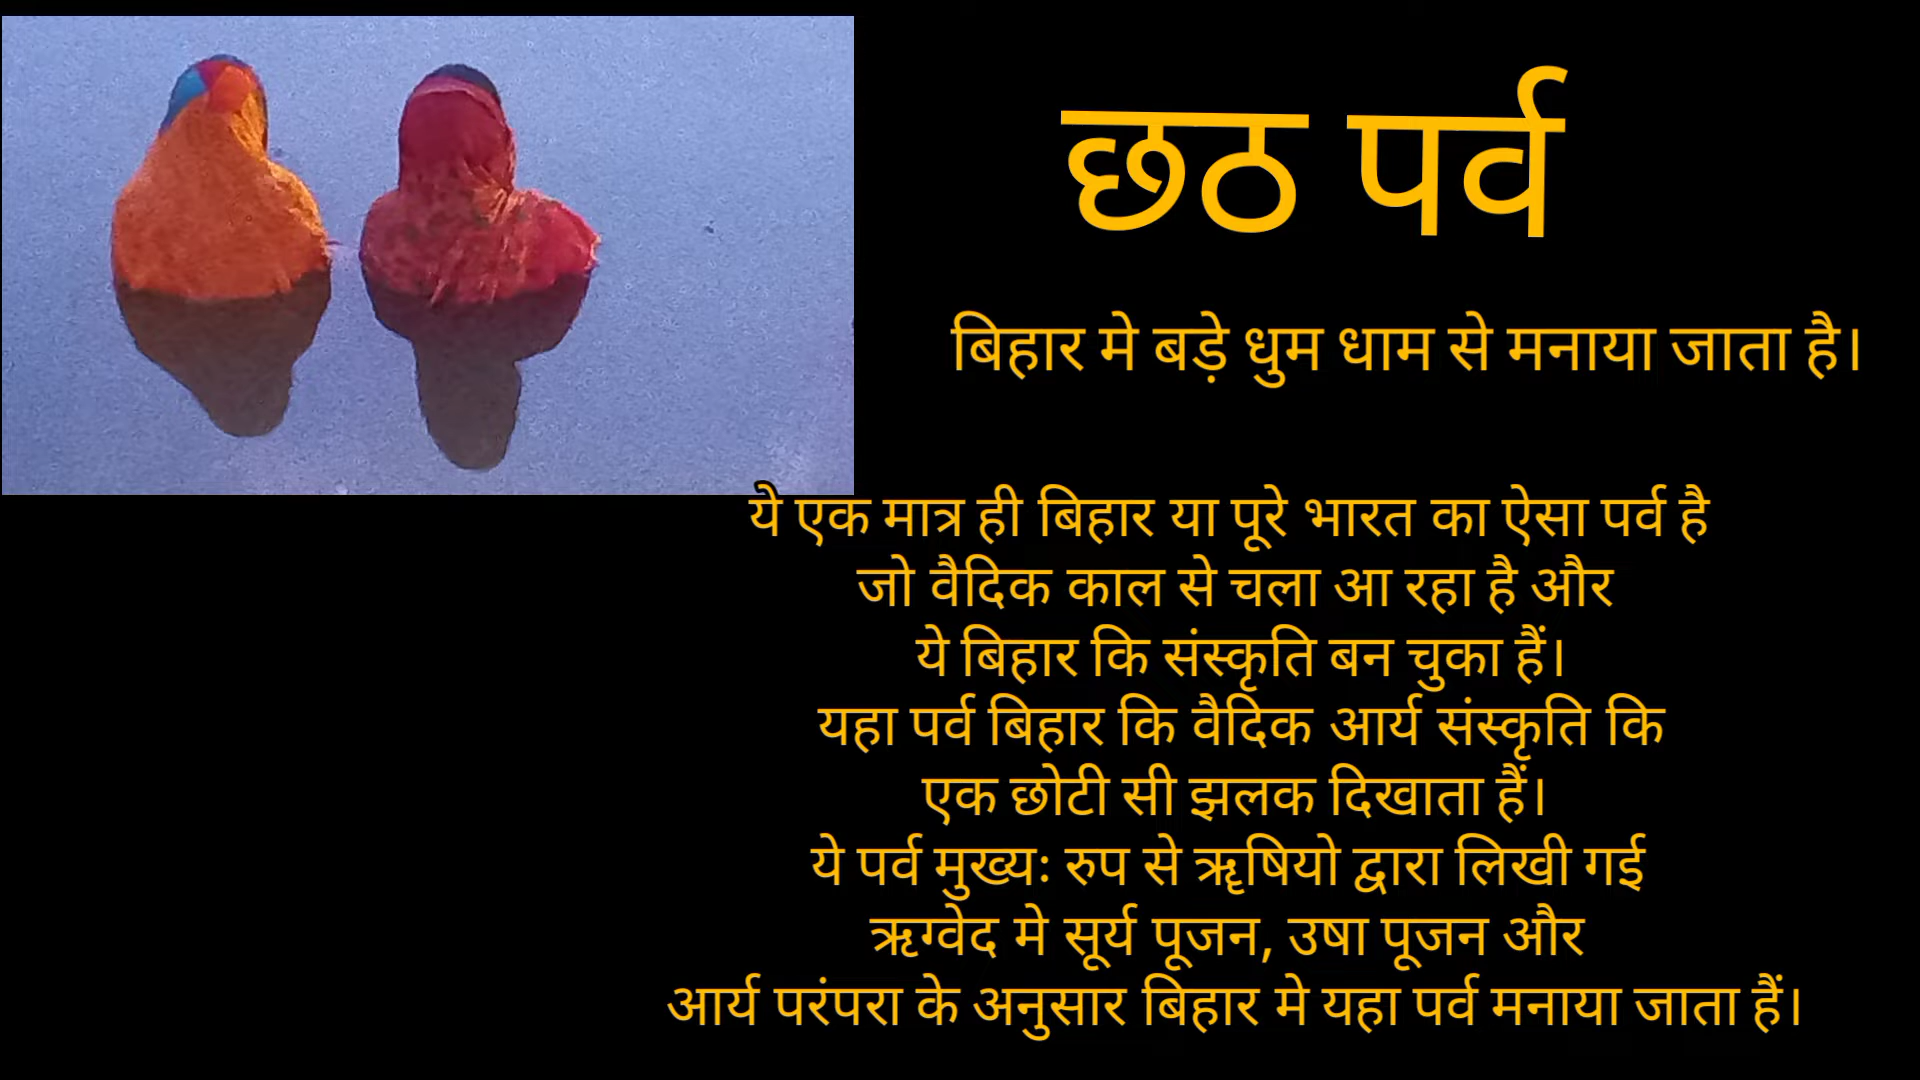 छठ पर्व
बिहार मे बड़े धुम धाम से मनाया जाता है।
ये एक मात्र ही बिहार या पूरे भारत का ऐसा पर्व है
जो वैदिक काल से चला आ रहा है और
ये बिहार कि संस्कृति बन चुका हैं।
यहा पर्व बिहार कि वैदिक आर्य संस्कृति कि
एक छोटी सी झलक दिखाता हैं।
ये पर्व मुख्यः रुप से ॠषियो द्वारा लिखी गई
ऋग्वेद मे सूर्य पूजन, उषा पूजन और
आर्य परंपरा के अनुसार बिहार मे यहा पर्व मनाया जाता हैं।